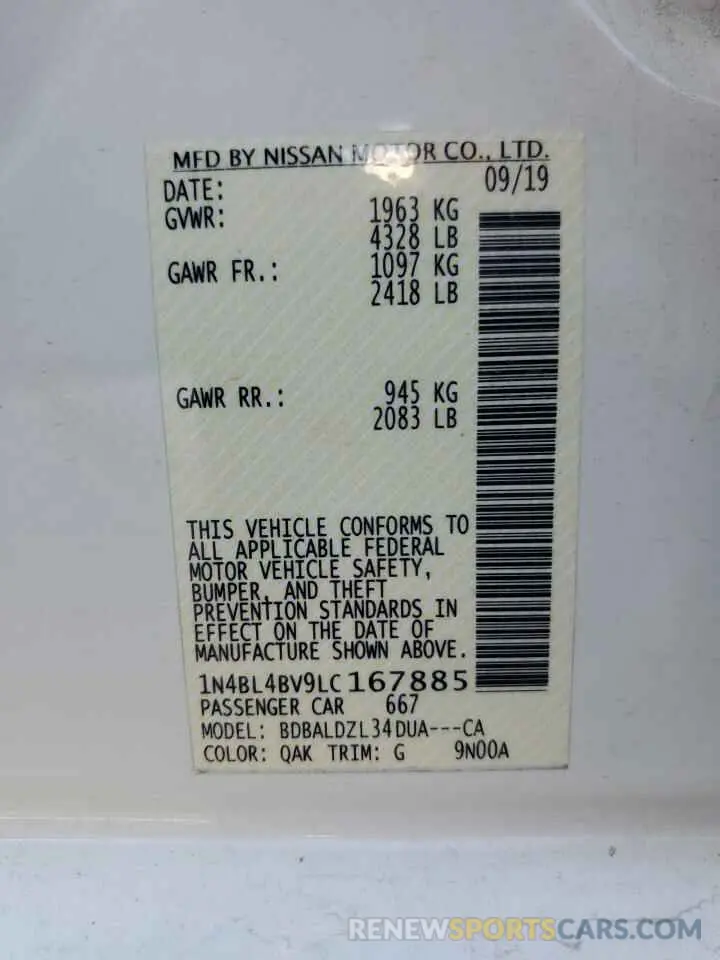 MFD BY NISSAN MOTOR CO., LTD.
DATE: 09/19
GVWR: 1963 KG
4328 LB
GAWR FR.: 1097 KG
2418 LB
GAWR RR.: 945 KG
2083 LB
THIS VEHICLE CONFORMS TO
ALL APPLICABLE FEDERAL
MOTOR VEHICLE SAFETY,
BUMPER, AND THEFT
PREVENTION STANDARDS IN
EFFECT ON THE DATE OF
MANUFACTURE SHOWN ABOVE.
1N4BL4BV9LC167885
PASSENGER CAR 667
MODEL: BDBALDZL34DUA---CA
COLOR: QAK TRIM: G 9N00A
RENEWSPORTSCARS.COM